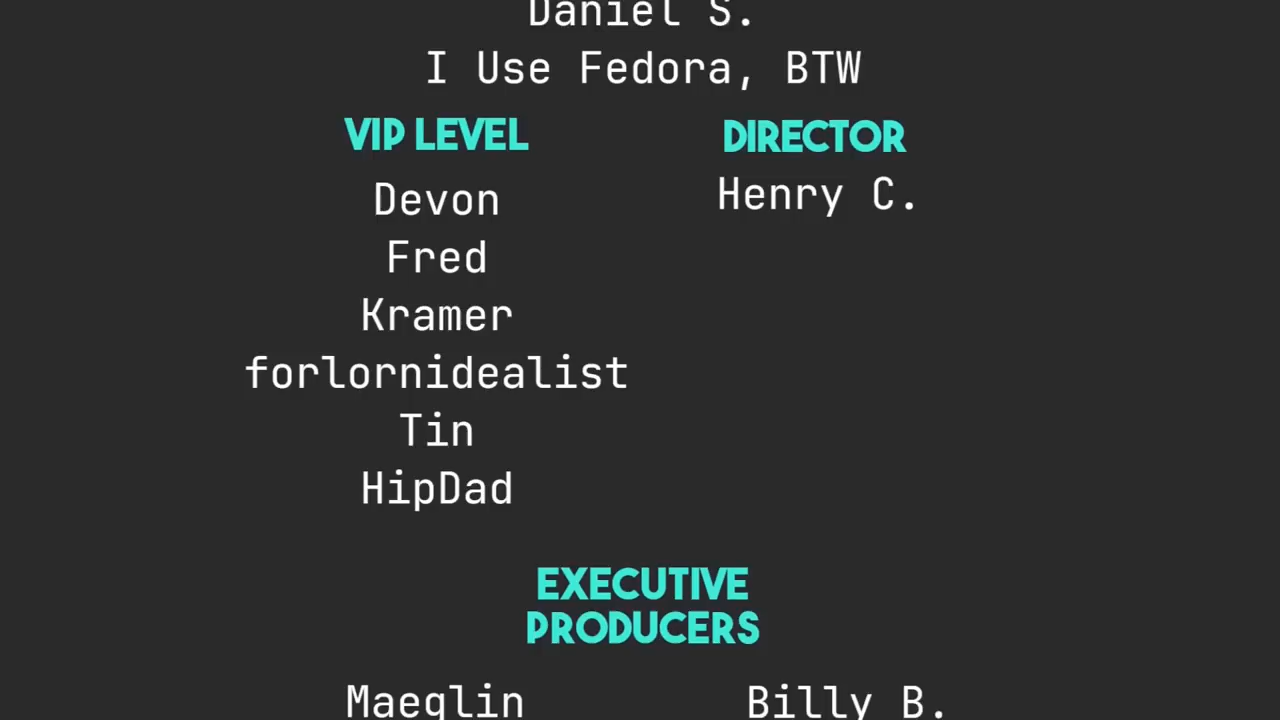 Daniel S.
I Use Fedora, BTW
VIP LEVEL
Devon
Fred
Kramer
forlornidealist
Tin
HipDad
DIRECTOR
Henry C.
EXECUTIVE
PRODUCERS
Maeglin
Billy B.